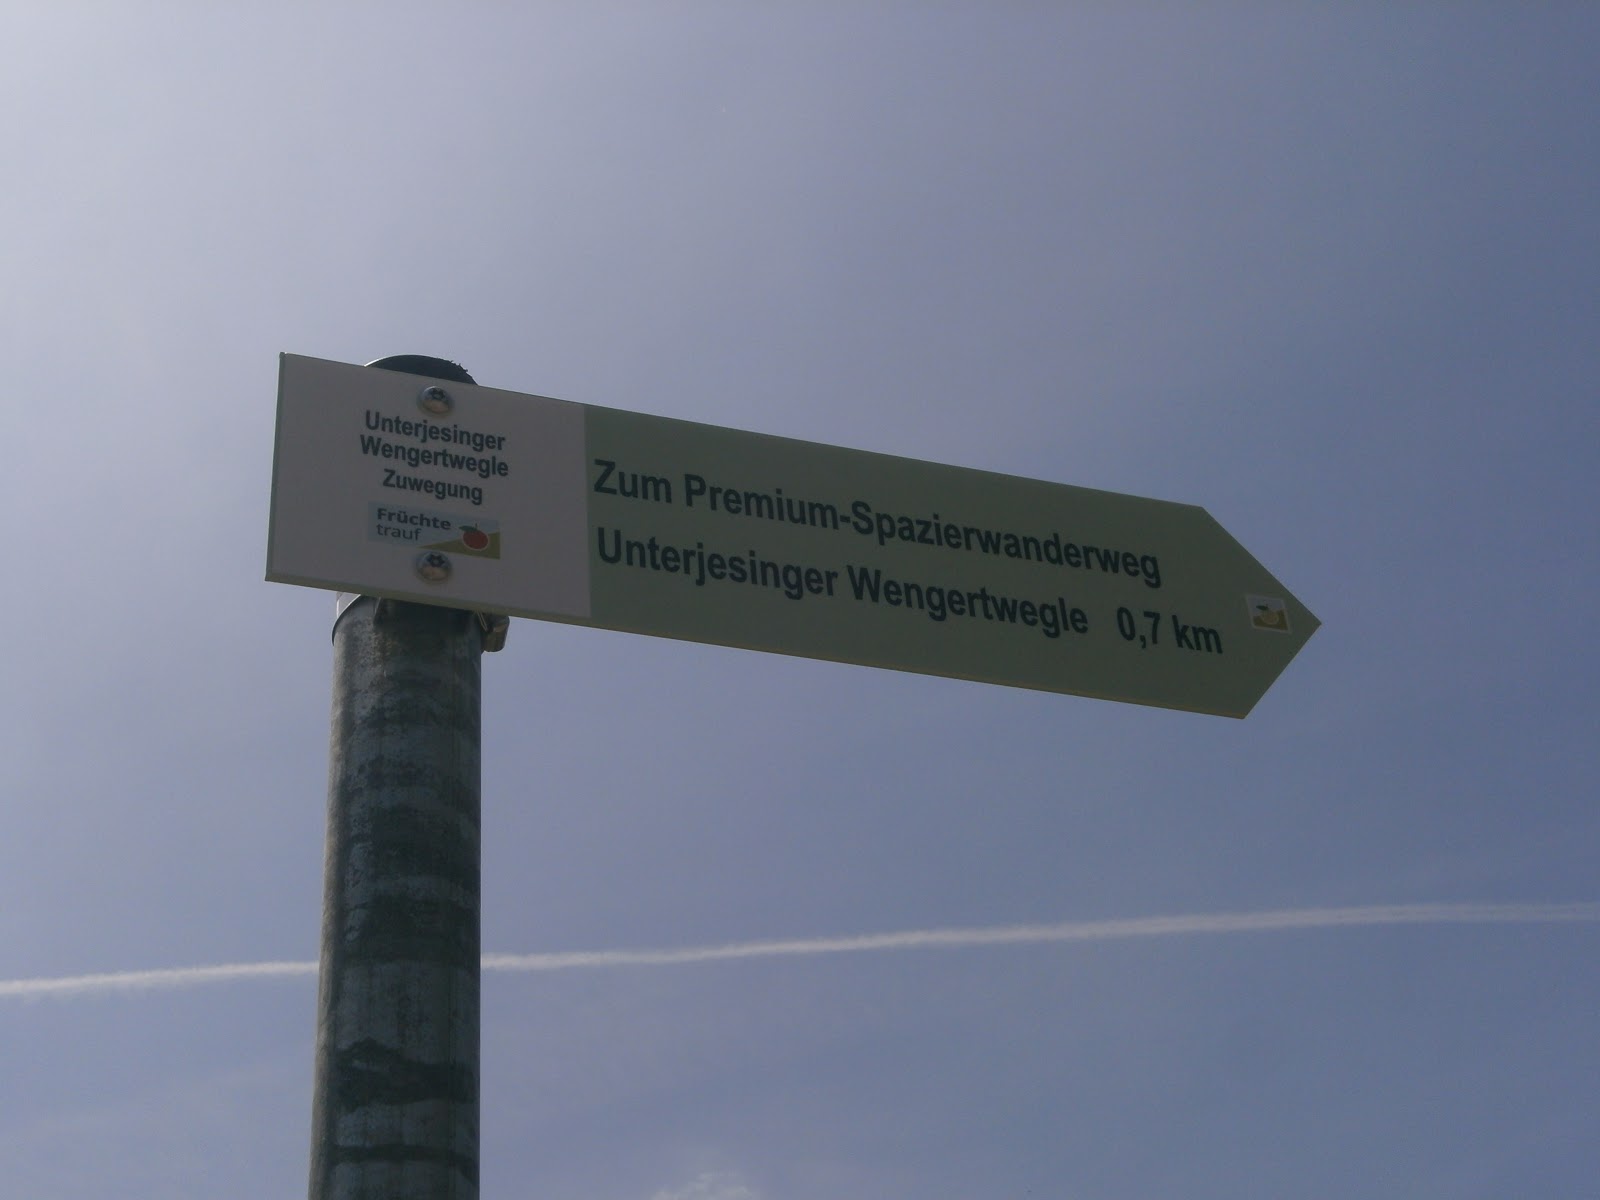 Unterjesinger
Wengertwegle
Zuwegung
Früchte
trauf
Zum Premium-Spazierwanderweg
Unterjesinger Wengertwegle 0,7 km